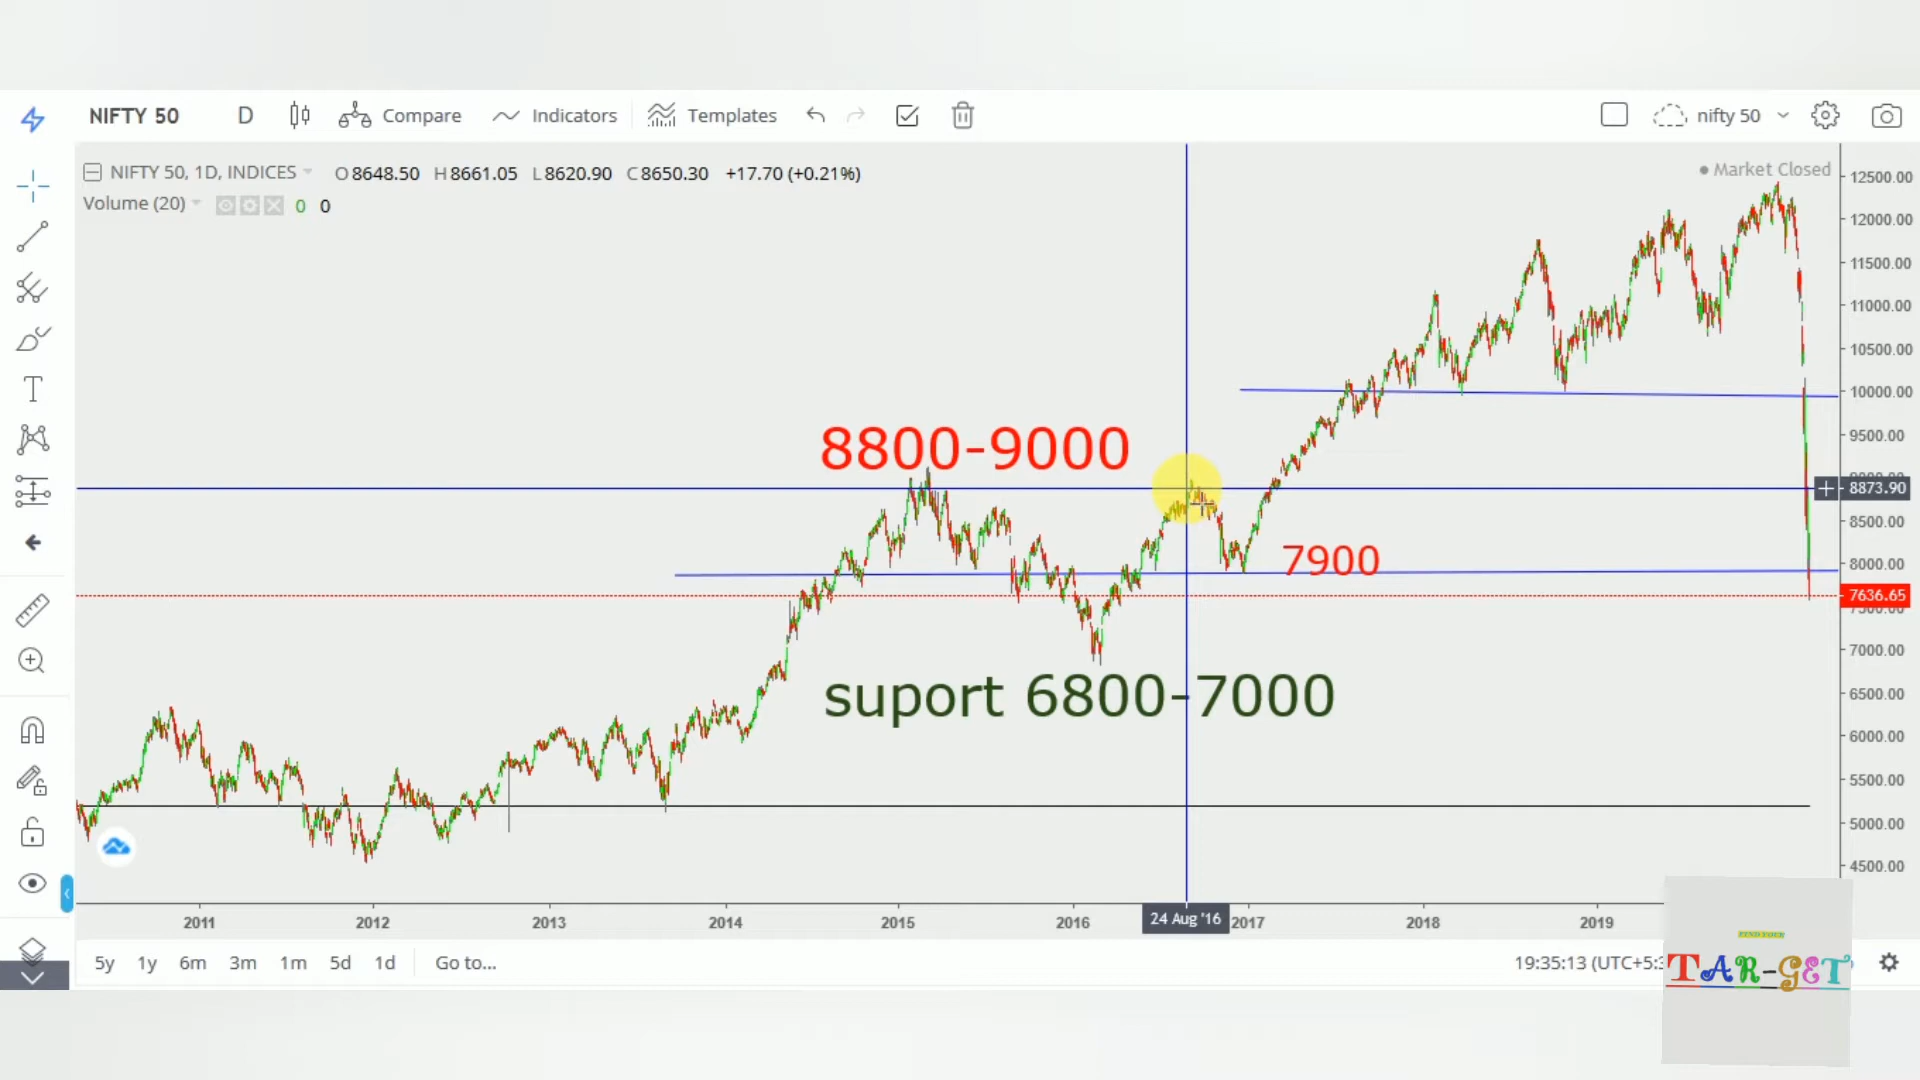 NIFTY 50 D Compare Indicators Templates nifty 50
NIFTY 50, 1D, INDICES O8648.50 H8661.05 L8620.90 C8650.30 +17.70 (+0.21%)
Market Closed
Volume (20) 0 0
12500.00
12000.00
11500.00
11000.00
10500.00
10000.00
9500.00
8873.90
8500.00
8000.00
7636.65
7000.00
6500.00
6000.00
5500.00
5000.00
4500.00
8800-9000
7900
suport 6800-7000
2011 2012 2013 2014 2015 2016 24 Aug '16 2017 2018 2019
5y 1y 6m 3m 1m 5d 1d Go to... 19:35:13 (UTC+5:3
FIND YOUR
TAR-GET